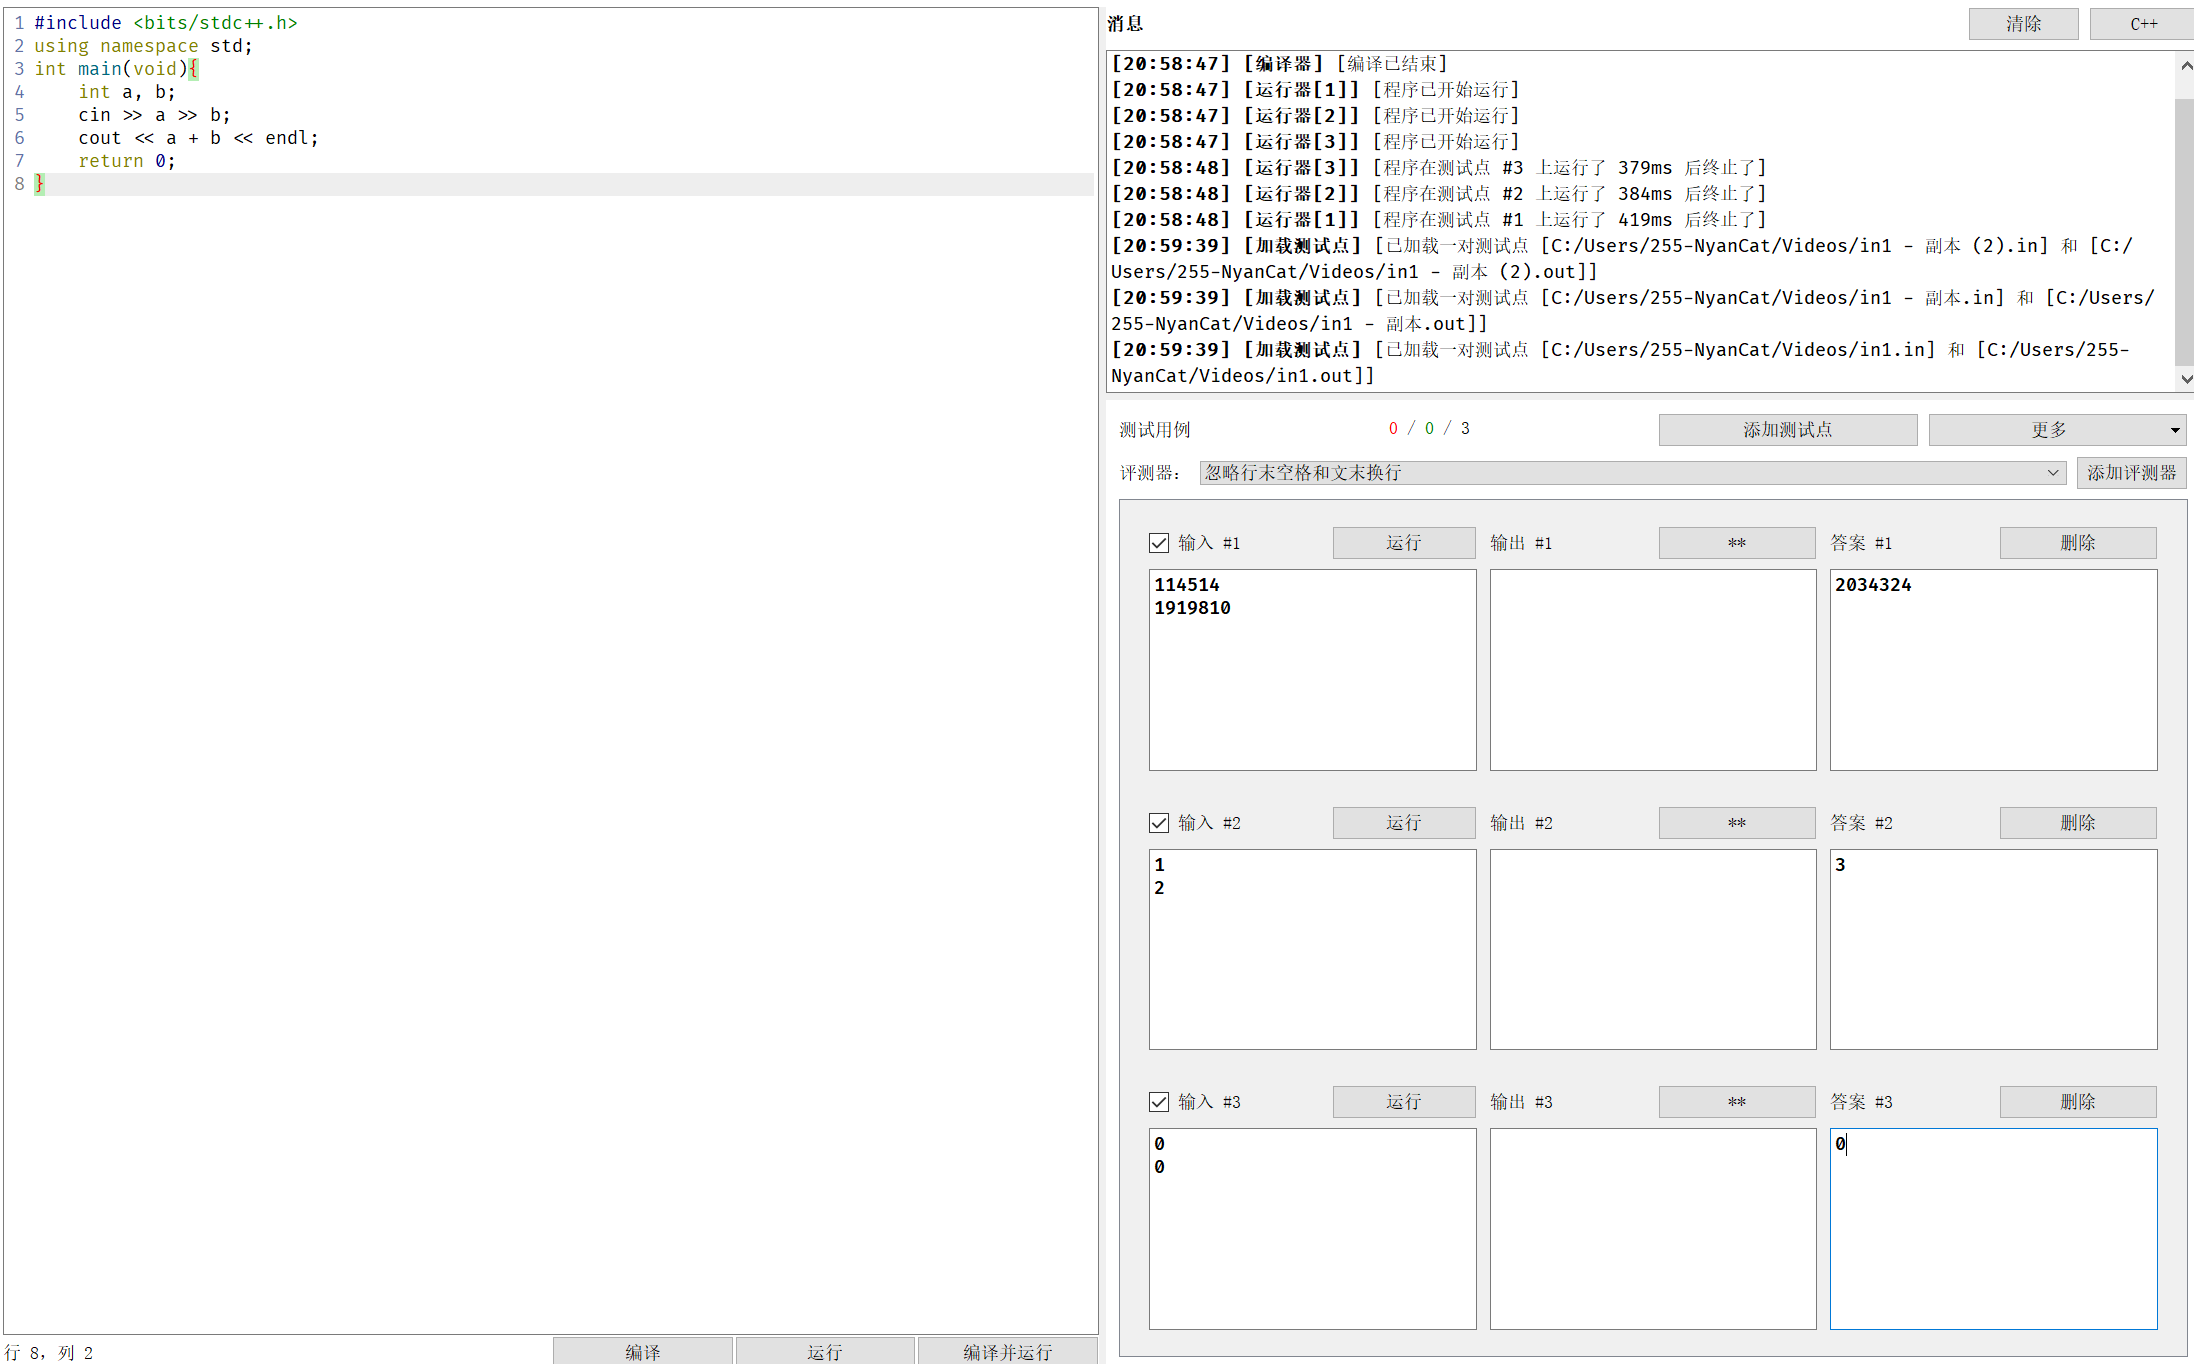 1 #include <bits/stdc++.h>
2 using namespace std;
3 int main(void){
4 int a, b;
5 cin >> a >> b;
6 cout << a + b << endl;
7 return 0;
8 }
行 8, 列 2
编译 运行 编译并运行
消息 清除 C++
[20:58:47] [编译器] [编译已结束]
[20:58:47] [运行器[1]] [程序已开始运行]
[20:58:47] [运行器[2]] [程序已开始运行]
[20:58:47] [运行器[3]] [程序已开始运行]
[20:58:48] [运行器[3]] [程序在测试点 #3 上运行了 379ms 后终止了]
[20:58:48] [运行器[2]] [程序在测试点 #2 上运行了 384ms 后终止了]
[20:58:48] [运行器[1]] [程序在测试点 #1 上运行了 419ms 后终止了]
[20:59:39] [加载测试点] [已加载一对测试点 [C:/Users/255-NyanCat/Videos/in1 - 副本 (2).in] 和 [C:/
Users/255-NyanCat/Videos/in1 - 副本 (2).out]]
[20:59:39] [加载测试点] [已加载一对测试点 [C:/Users/255-NyanCat/Videos/in1 - 副本.in] 和 [C:/Users/
255-NyanCat/Videos/in1 - 副本.out]]
[20:59:39] [加载测试点] [已加载一对测试点 [C:/Users/255-NyanCat/Videos/in1.in] 和 [C:/Users/255-
NyanCat/Videos/in1.out]]
测试用例 0 / 0 / 3 添加测试点 更多
评测器： 忽略行末空格和文末换行 添加评测器
输入 #1 运行 输出 #1 ** 答案 #1 删除
114514 2034324
1919810
输入 #2 运行 输出 #2 ** 答案 #2 删除
1 3
2
输入 #3 运行 输出 #3 ** 答案 #3 删除
0 0
0